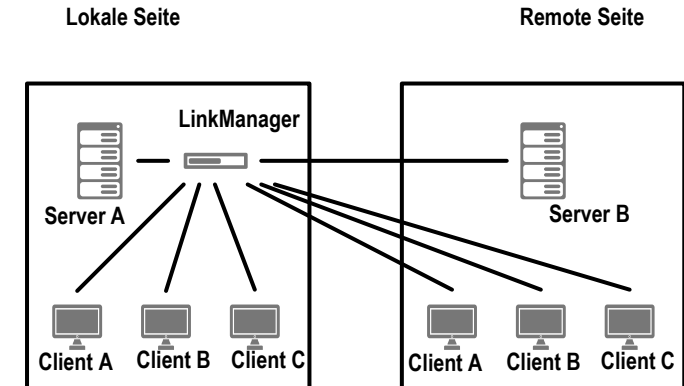 Lokale Seite
Remote Seite
LinkManager
Server A
Server B
Client A
Client B
Client C
Client A
Client B
Client C